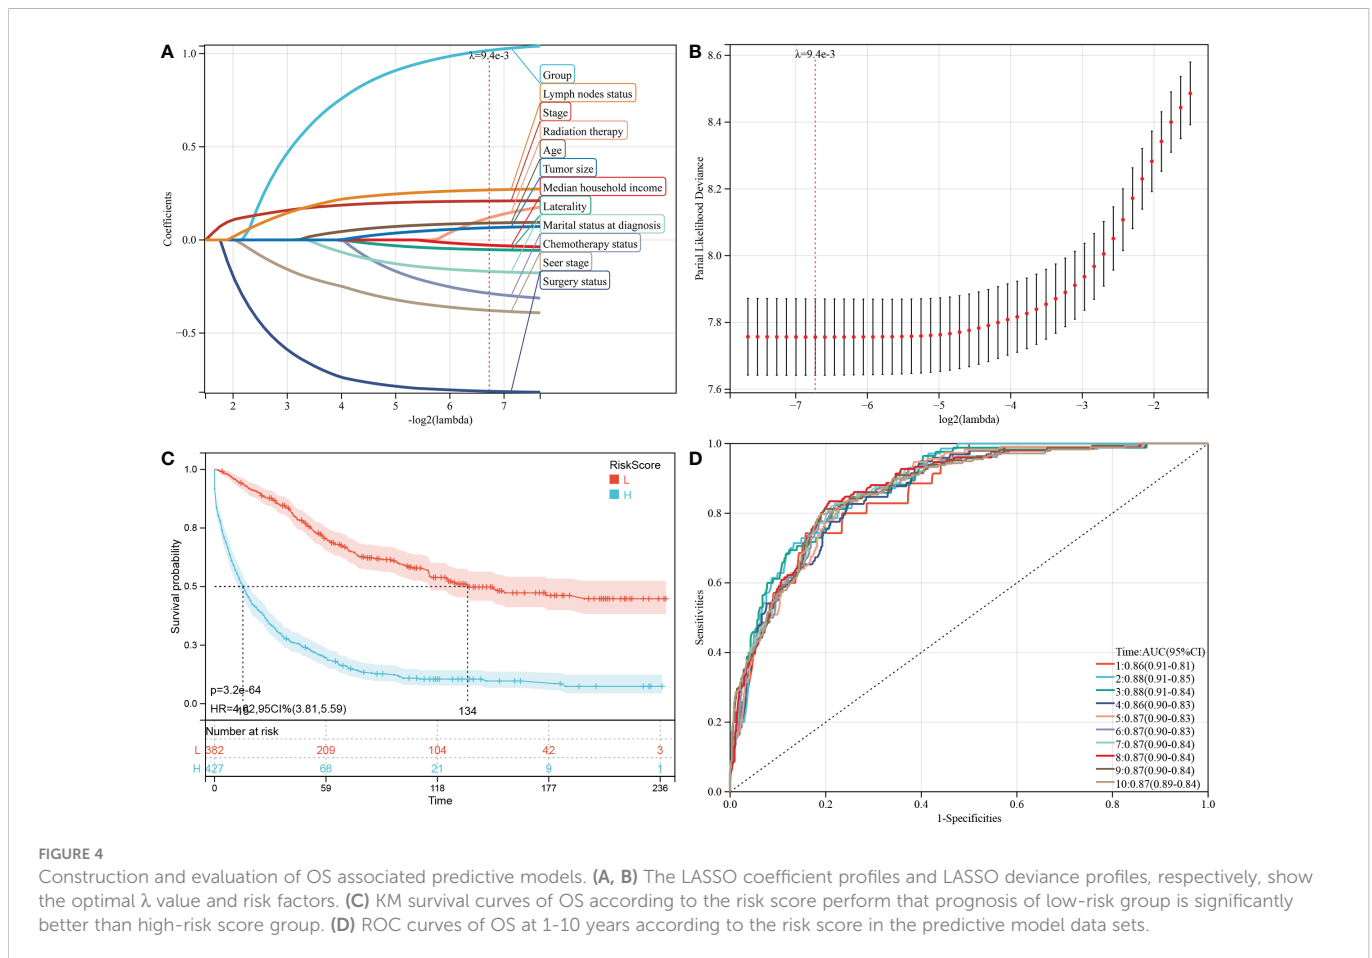 A
λ=9.4e-3
1.0
0.5
0.0
−0.5
Coefficients
2
3
4
5
6
7
-log2(lambda)
Group
Lymph nodes status
Stage
Radiation therapy
Age
Tumor size
Median household income
Laterality
Marital status at diagnosis
Chemotherapy status
Seer stage
Surgery status
B
λ=9.4e-3
8.6
8.4
8.2
8.0
7.8
7.6
Parial Likelihood Deviance
−7
−6
−5
−4
−3
−2
log2(lambda)
C
RiskScore
L
H
1.0
0.8
0.5
0.3
0.0
Survival probability
p=3.2e-64
HR=4.62,95CI%(3.81,5.59)
134
Number at risk
L 382 209 104 42 3
H 427 68 21 9 1
0 59 118 177 236
Time
D
1.0
0.8
0.6
0.4
0.2
0.0
Sensitivities
Time:AUC(95%CI)
1:0.86(0.91-0.81)
2:0.88(0.91-0.85)
3:0.88(0.91-0.84)
4:0.86(0.90-0.83)
5:0.87(0.90-0.83)
6:0.87(0.90-0.83)
7:0.87(0.90-0.84)
8:0.87(0.90-0.84)
9:0.87(0.90-0.84)
10:0.87(0.89-0.84)
0.0 0.2 0.4 0.6 0.8 1.0
1-Specificities
FIGURE 4
Construction and evaluation of OS associated predictive models. (A, B) The LASSO coefficient profiles and LASSO deviance profiles, respectively, show
the optimal λ value and risk factors. (C) KM survival curves of OS according to the risk score perform that prognosis of low-risk group is significantly
better than high-risk score group. (D) ROC curves of OS at 1-10 years according to the risk score in the predictive model data sets.